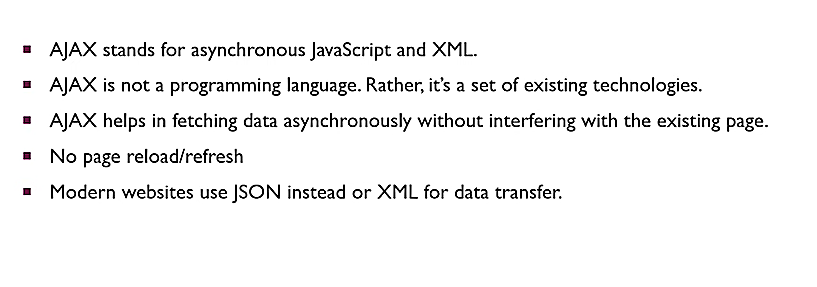 AJAX stands for asynchronous JavaScript and XML.
AJAX is not a programming language. Rather, it's a set of existing technologies.
AJAX helps in fetching data asynchronously without interfering with the existing page.
No page reload/refresh
Modern websites use JSON instead or XML for data transfer.